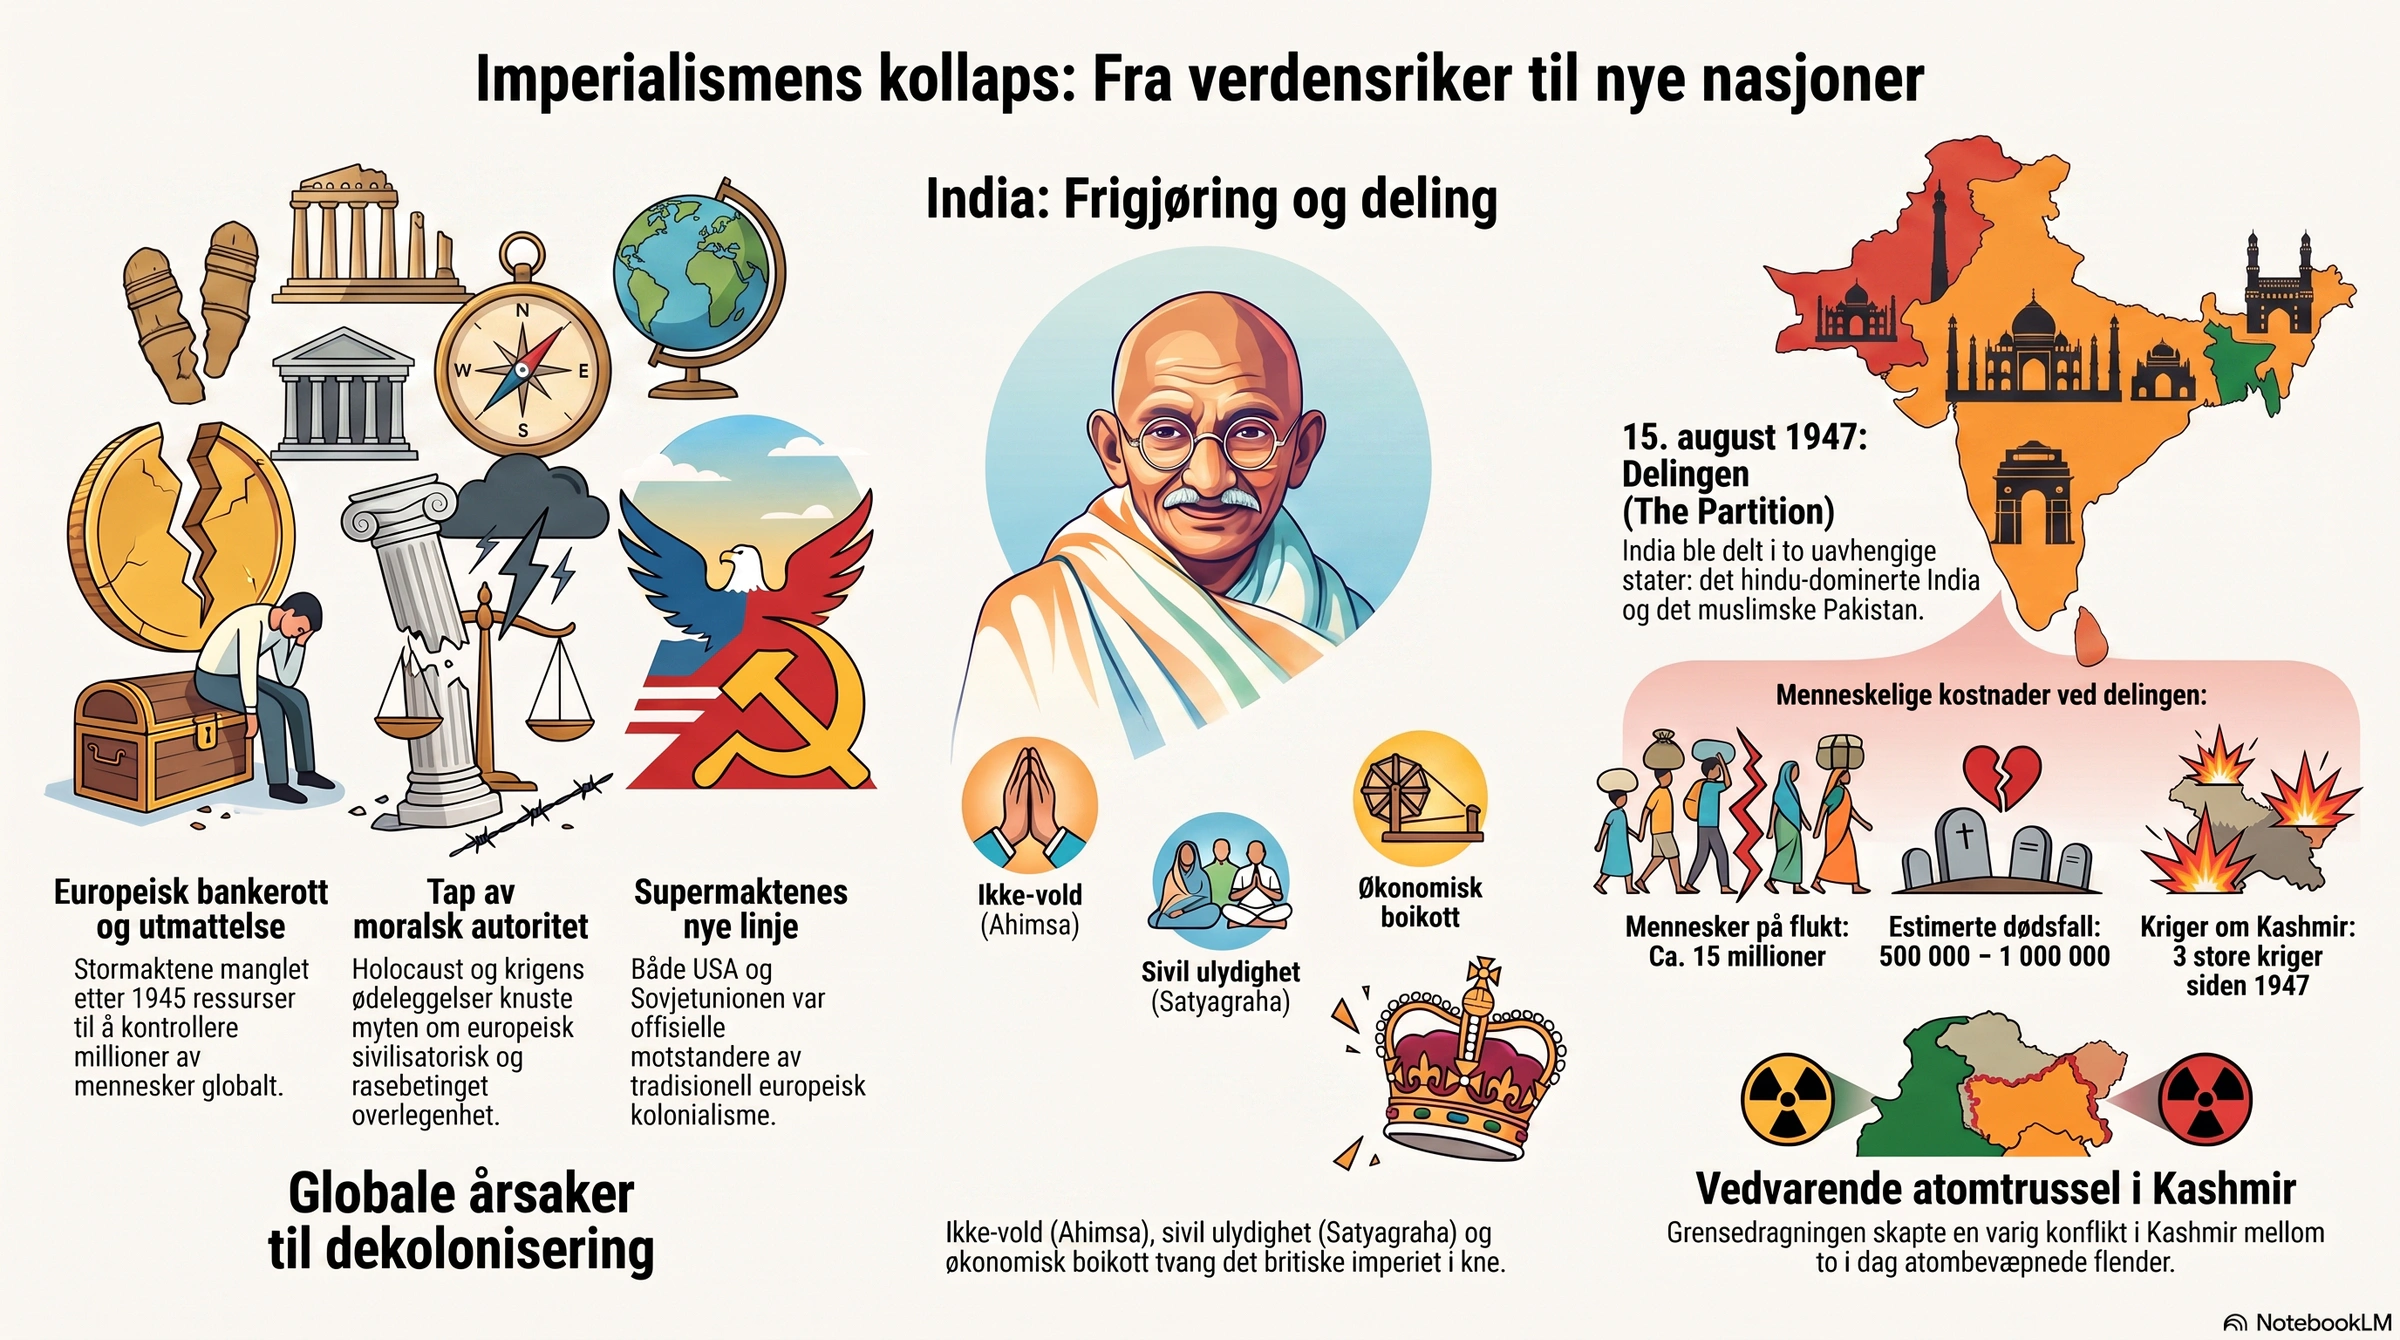 Imperialismens kollaps: Fra verdensriker til nye nasjoner
N
W
E
S
Europeisk bankerott
og utmattelse
Stormaktene manglet
etter 1945 ressurser
til å kontrollere
millioner av
mennesker globalt.
Tap av
moralsk autoritet
Holocaust og krigens
ødeleggelser knuste
myten om europeisk
sivilisatorisk og
rasebetinget
overlegenhet.
Supermaktenes
nye linje
Både USA og
Sovjetunionen var
offisielle
motstandere av
tradisjonell europeisk
kolonialisme.
Globale årsaker
til dekolonisering
India: Frigjøring og deling
Ikke-vold
(Ahimsa)
Sivil ulydighet
(Satyagraha)
Økonomisk
boikott
Ikke-vold (Ahimsa), sivil ulydighet (Satyagraha) og
økonomisk boikott tvang det britiske imperiet i kne.
15. august 1947:
Delingen
(The Partition)
India ble delt i to uavhengige
stater: det hindu-dominerte India
og det muslimske Pakistan.
Menneskelige kostnader ved delingen:
Mennesker på flukt:
Ca. 15 millioner
Estimerte dødsfall:
500 000 – 1 000 000
Kriger om Kashmir:
3 store kriger
siden 1947
Vedvarende atomtrussel i Kashmir
Grensedragningen skapte en varig konflikt i Kashmir mellom
to i dag atombevæpnede flender.
NotebookLM